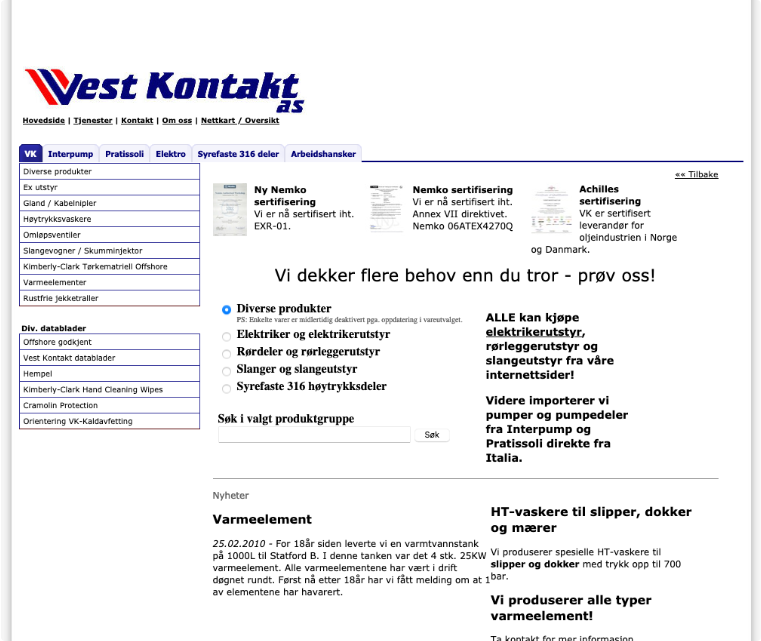 Vest Kontakt
as
Hovedside | Tjenester | Kontakt | Om oss | Nettkart / Oversikt
VK Interpump Pratissoli Elektro Syrefaste 316 deler Arbeidshansker
Diverse produkter
Ex utstyr
Gland / Kabelnipler
Høytrykksvaskere
Omløpsventiler
Slangevogner / Skumminjektor
Kimberly-Clark Tørkematriell Offshore
Varmeelementer
Rustfrie jekketraller
Div. datablader
Offshore godkjent
Vest Kontakt datablader
Hempel
Kimberly-Clark Hand Cleaning Wipes
Cramolin Protection
Orientering VK-Kaldavfetting
«« Tilbake
Ny Nemko
sertifisering
Vi er nå sertifisert iht.
EXR-01.
Nemko sertifisering
Vi er nå sertifisert iht.
Annex VII direktivet.
Nemko 06ATEX4270Q
Achilles
sertifisering
VK er sertifisert
leverandør for
oljeindustrien i Norge
og Danmark.
Vi dekker flere behov enn du tror - prøv oss!
Diverse produkter
PS: Enkelte varer er midlertidig deaktivert pga. oppdatering i vareutvalget.
Elektriker og elektrikerutstyr
Rørdeler og rørleggerutstyr
Slanger og slangeutstyr
Syrefaste 316 høytrykksdeler
Søk i valgt produktgruppe
Søk
ALLE kan kjøpe
elektrikerutstyr,
rørleggerutstyr og
slangeutstyr fra våre
internettsider!
Videre importerer vi
pumper og pumpedeler
fra Interpump og
Pratissoli direkte fra
Italia.
Nyheter
Varmeelement
25.02.2010 - For 18år siden leverte vi en varmtvannstank
på 1000L til Statford B. I denne tanken var det 4 stk. 25KW
varmeelement. Alle varmeelementene har vært i drift
døgnet rundt. Først nå etter 18år har vi fått melding om at 1
av elementene har havarert.
HT-vaskere til slipper, dokker
og mærer
Vi produserer spesielle HT-vaskere til
slipper og dokker med trykk opp til 700
bar.
Vi produserer alle typer
varmeelement!
Ta kontakt for mer informasjon